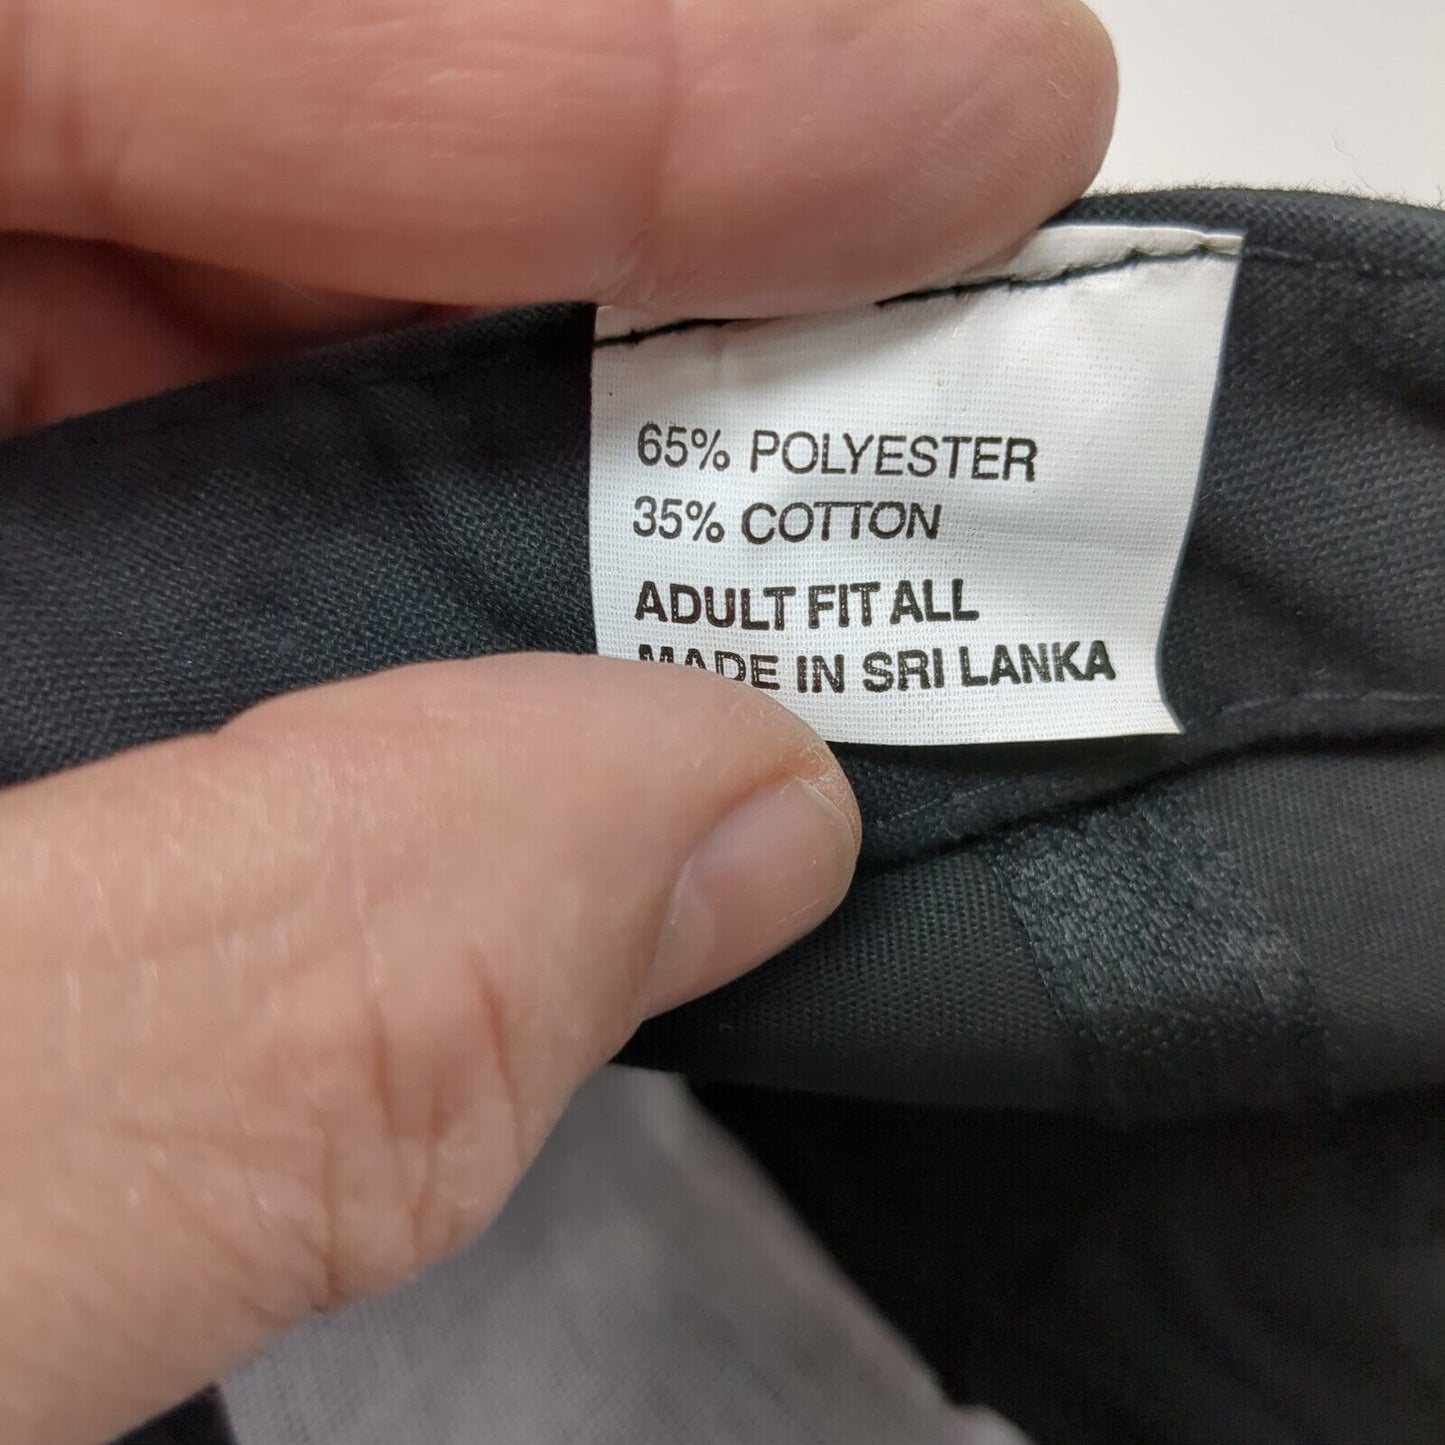 65% POLYESTER
35% COTTON
ADULT FIT ALL
MADE IN SRI LANKA